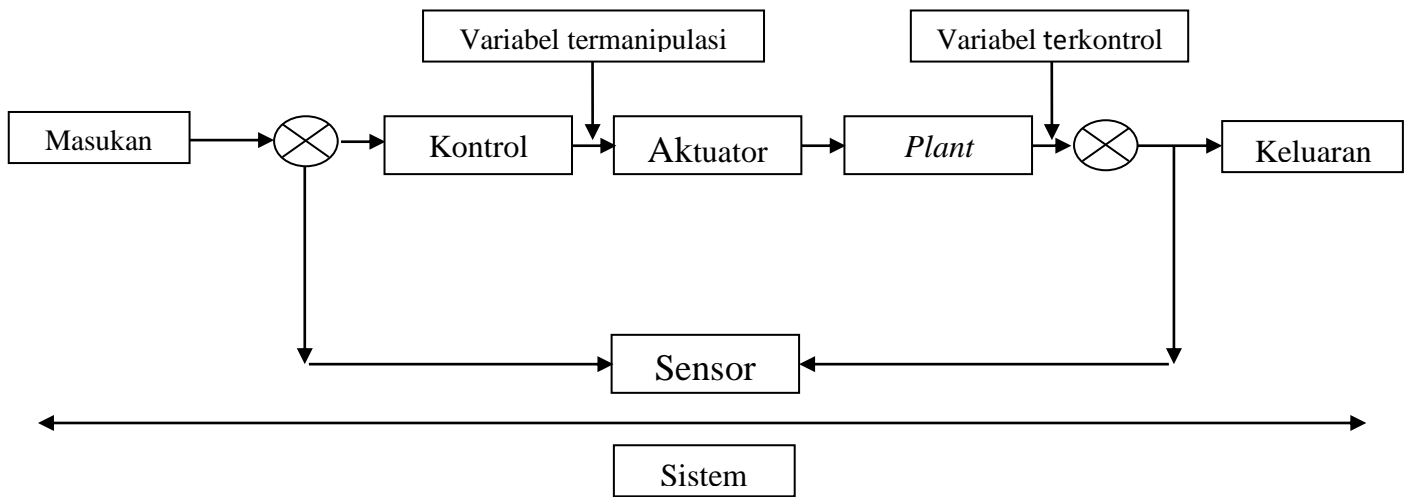 Variabel termanipulasi
Variabel terkontrol
Masukan
Kontrol
Aktuator
Plant
Keluaran
Sensor
Sistem